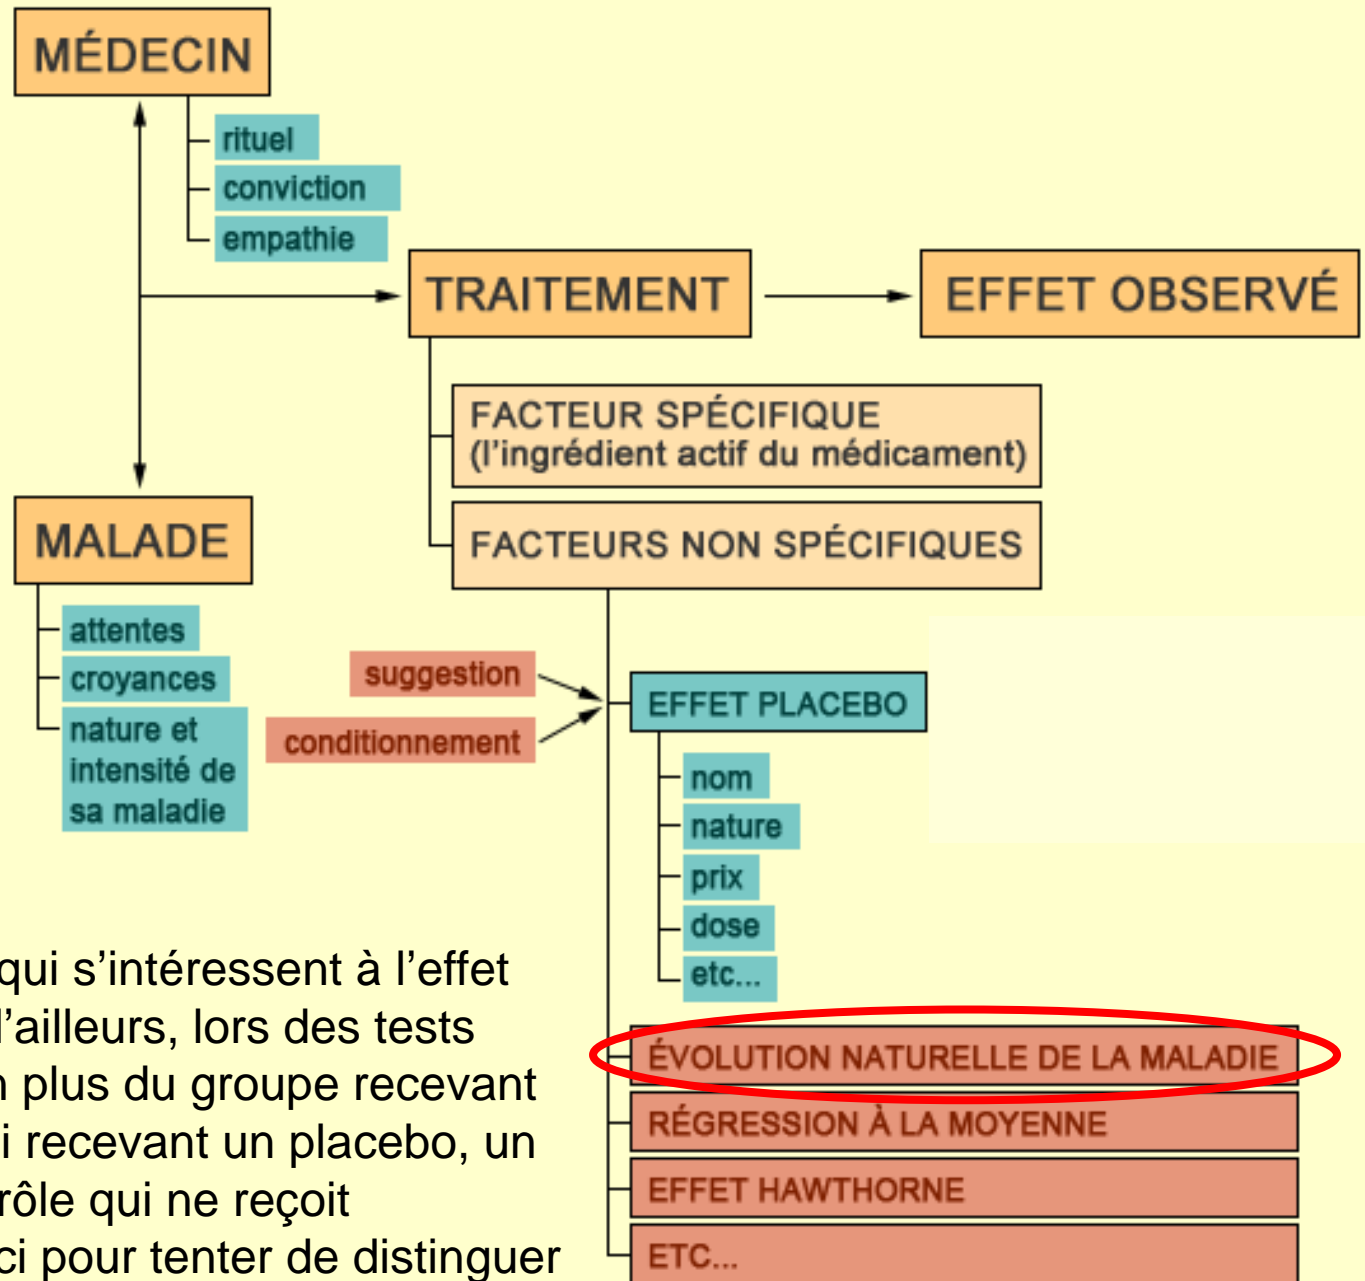 MÉDECIN
rituel
conviction
empathie
TRAITEMENT
EFFET OBSERVÉ
FACTEUR SPÉCIFIQUE
(l'ingrédient actif du médicament)
FACTEURS NON SPÉCIFIQUES
MALADE
attentes
croyances
nature et
intensité de
sa maladie
suggestion
conditionnement
EFFET PLACEBO
nom
nature
prix
dose
etc...
ÉVOLUTION NATURELLE DE LA MALADIE
RÉGRESSION À LA MOYENNE
EFFET HAWTHORNE
ETC...
qui s'intéressent à l'effet
d'ailleurs, lors des tests
plus du groupe recevant
recevant un placebo, un
rôle qui ne reçoit
ci pour tenter de distinguer